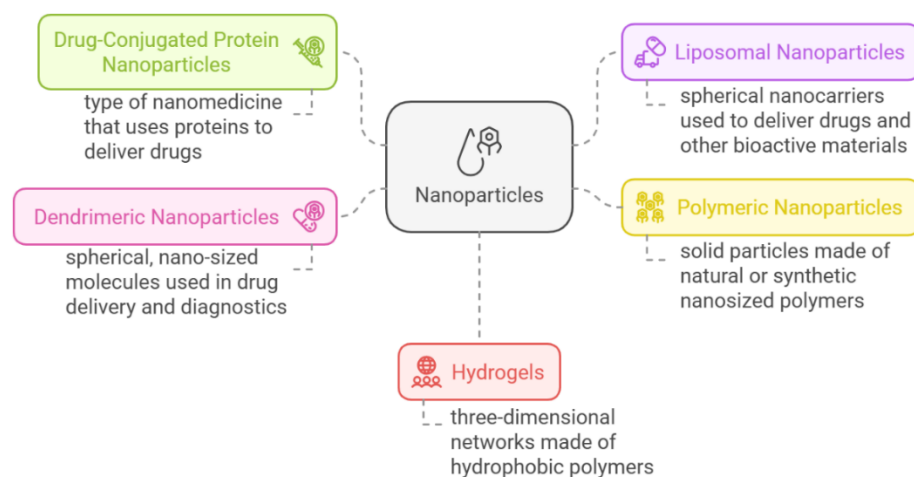 Drug-Conjugated Protein
Nanoparticles
type of nanomedicine
that uses proteins to
deliver drugs
Liposomal Nanoparticles
spherical nanocarriers
used to deliver drugs and
other bioactive materials
Nanoparticles
Dendrimeric Nanoparticles
spherical, nano-sized
molecules used in drug
delivery and diagnostics
Polymeric Nanoparticles
solid particles made of
natural or synthetic
nanosized polymers
Hydrogels
three-dimensional
networks made of
hydrophobic polymers